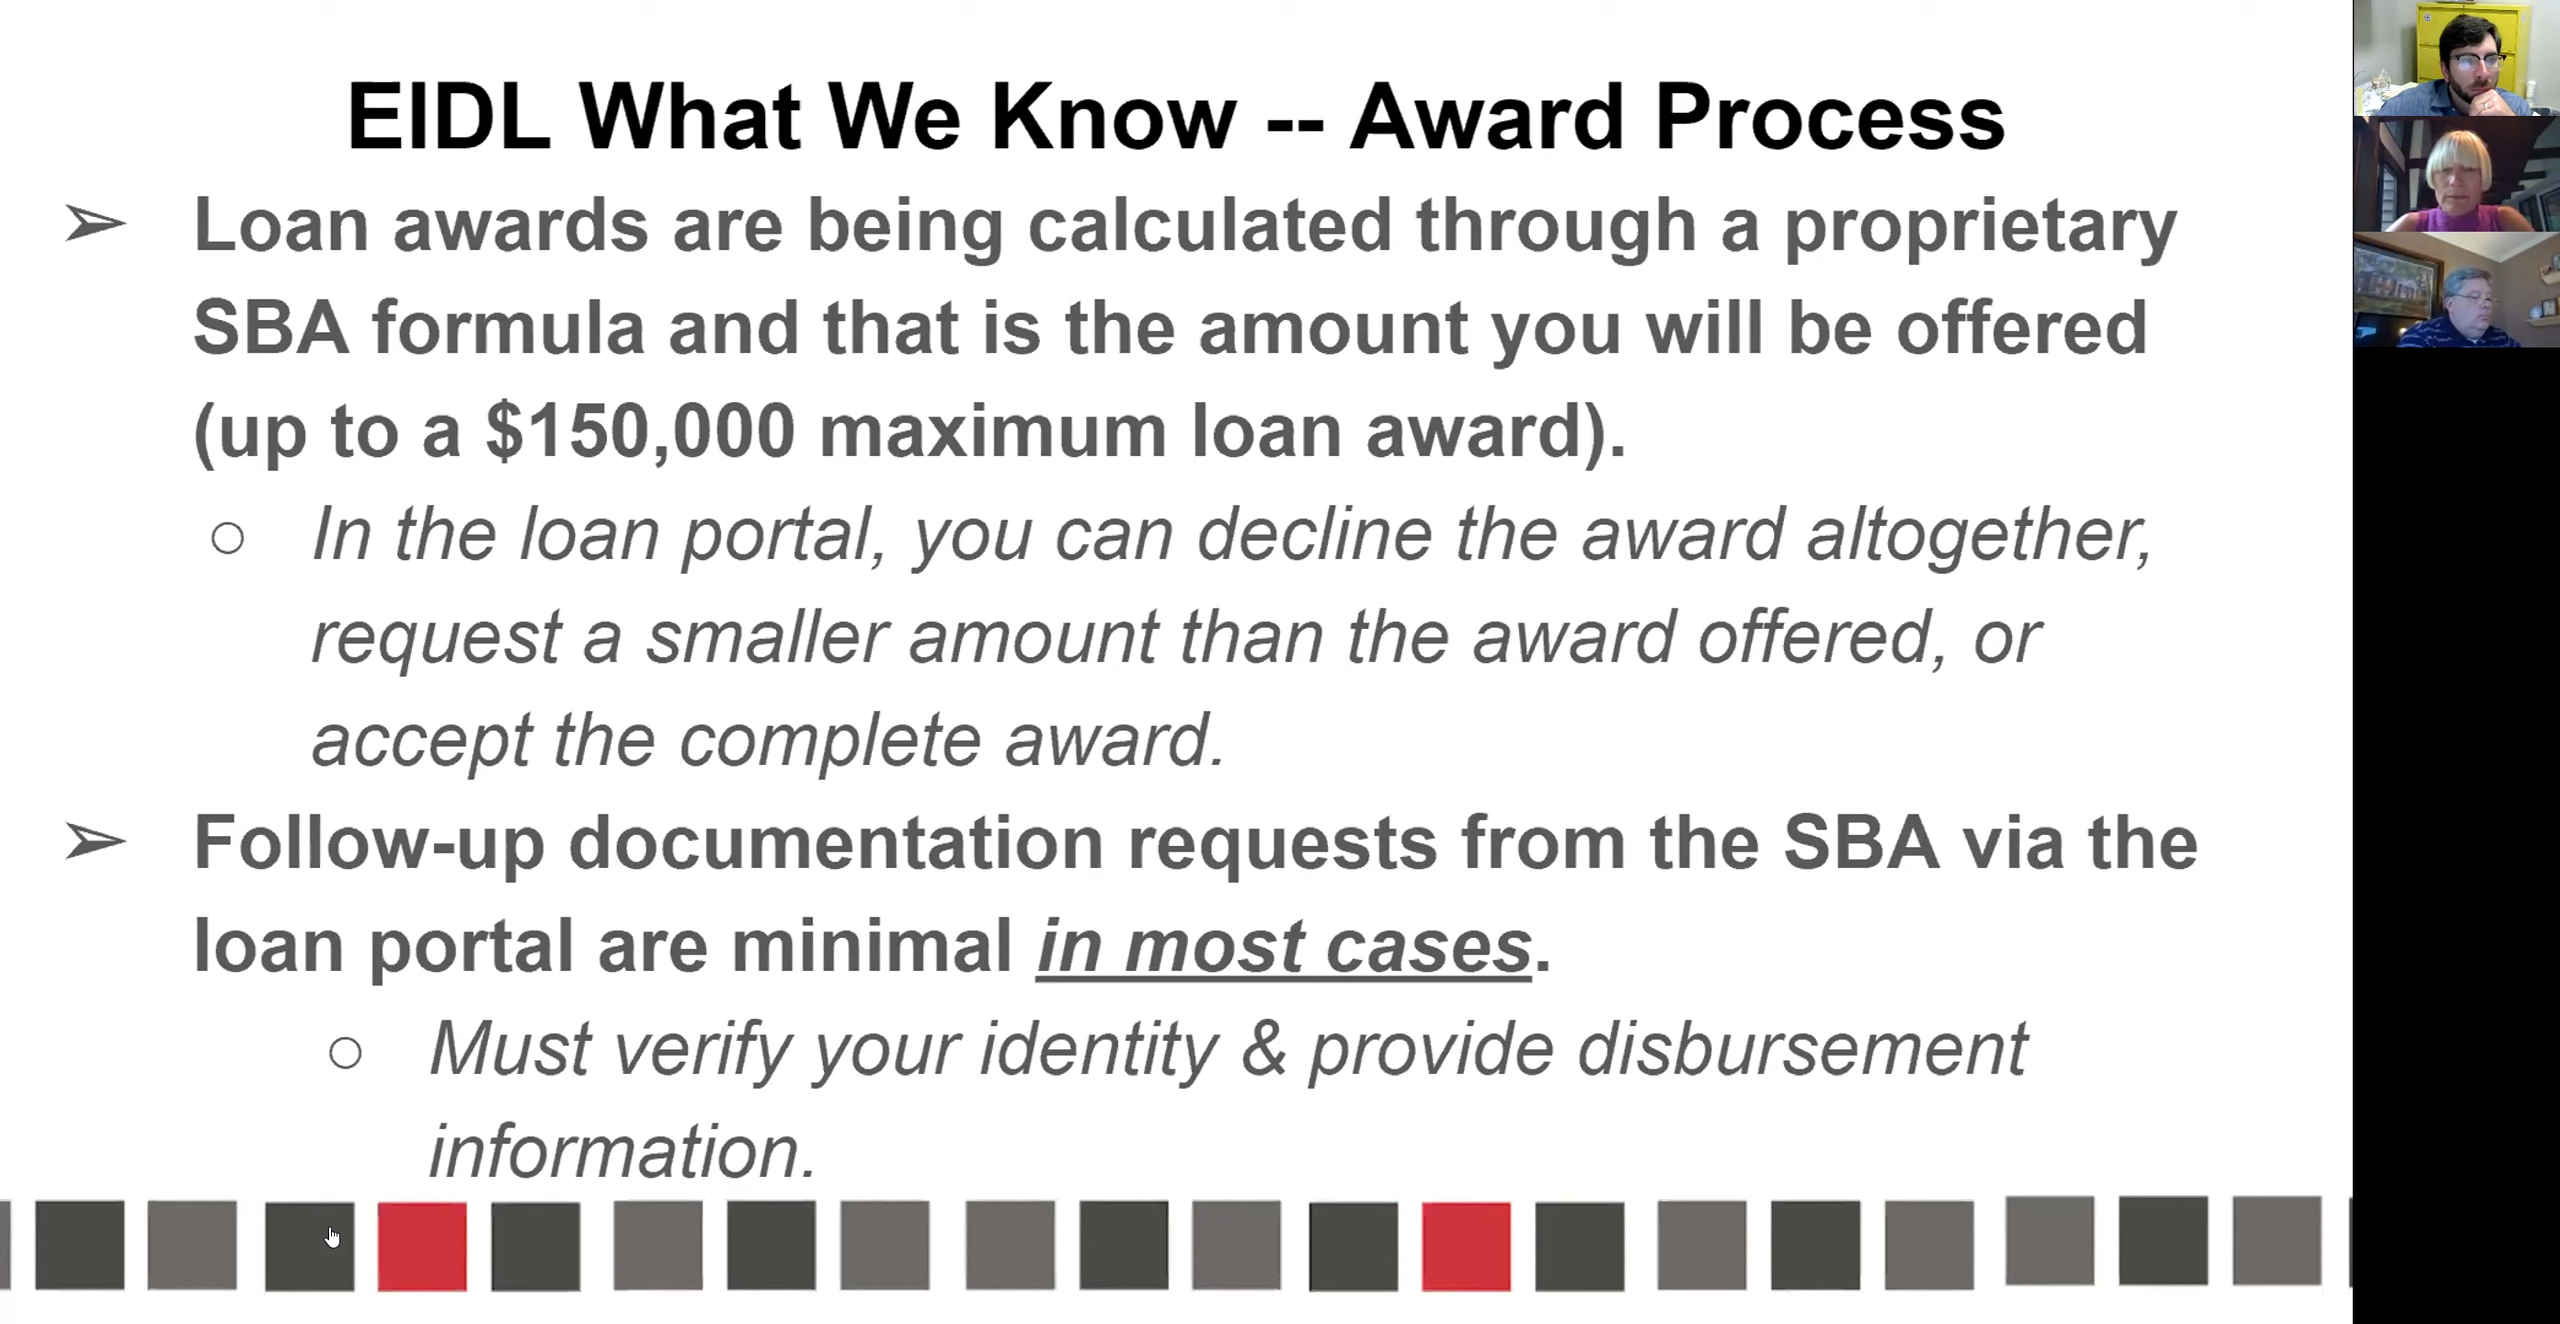 EIDL What We Know -- Award Process
➢ Loan awards are being calculated through a proprietary
SBA formula and that is the amount you will be offered
(up to a $150,000 maximum loan award).
○ In the loan portal, you can decline the award altogether,
request a smaller amount than the award offered, or
accept the complete award.
➢ Follow-up documentation requests from the SBA via the
loan portal are minimal in most cases.
○ Must verify your identity & provide disbursement
information.